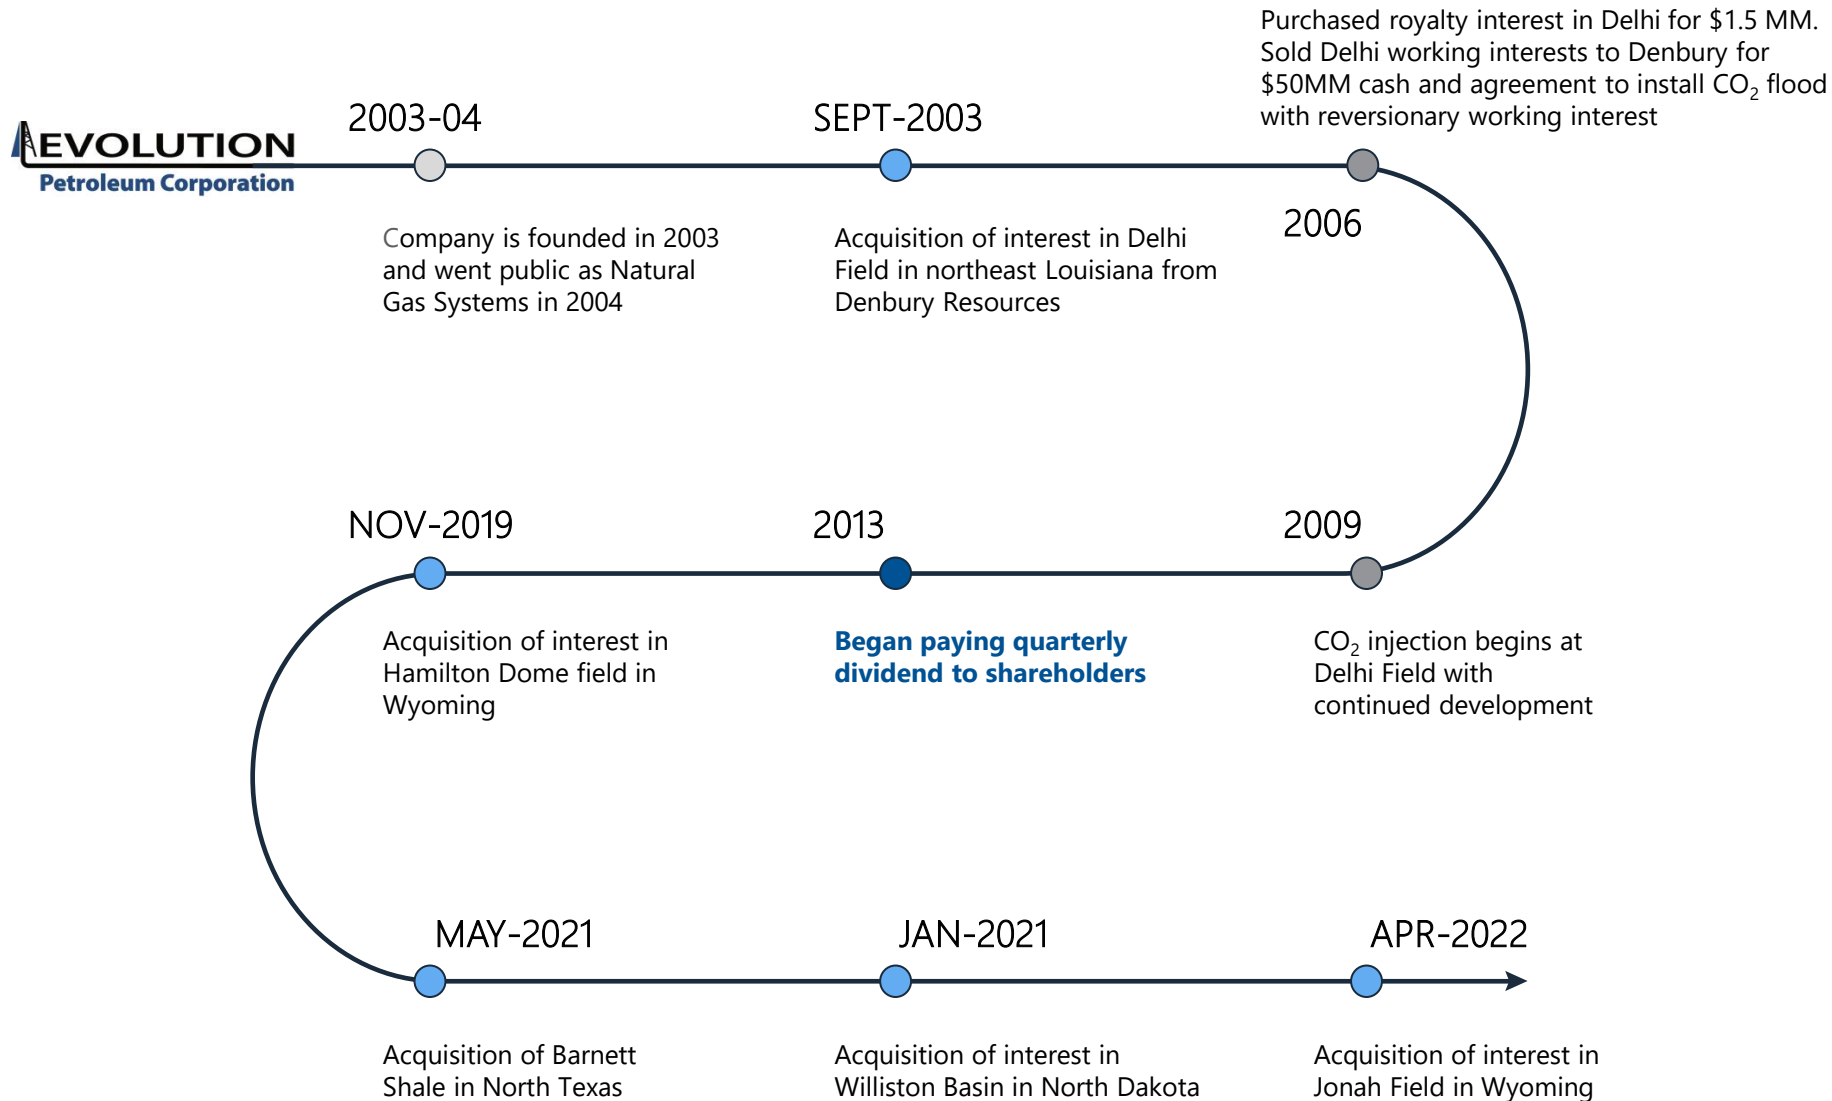 EVOLUTION
Petroleum Corporation
2003-04
Company is founded in 2003
and went public as Natural
Gas Systems in 2004
SEPT-2003
Acquisition of interest in Delhi
Field in northeast Louisiana from
Denbury Resources
Purchased royalty interest in Delhi for $1.5 MM.
Sold Delhi working interests to Denbury for
$50MM cash and agreement to install CO₂ flood
with reversionary working interest
2006
2009
CO₂ injection begins at
Delhi Field with
continued development
2013
Began paying quarterly
dividend to shareholders
NOV-2019
Acquisition of interest in
Hamilton Dome field in
Wyoming
MAY-2021
Acquisition of Barnett
Shale in North Texas
JAN-2021
Acquisition of interest in
Williston Basin in North Dakota
APR-2022
Acquisition of interest in
Jonah Field in Wyoming